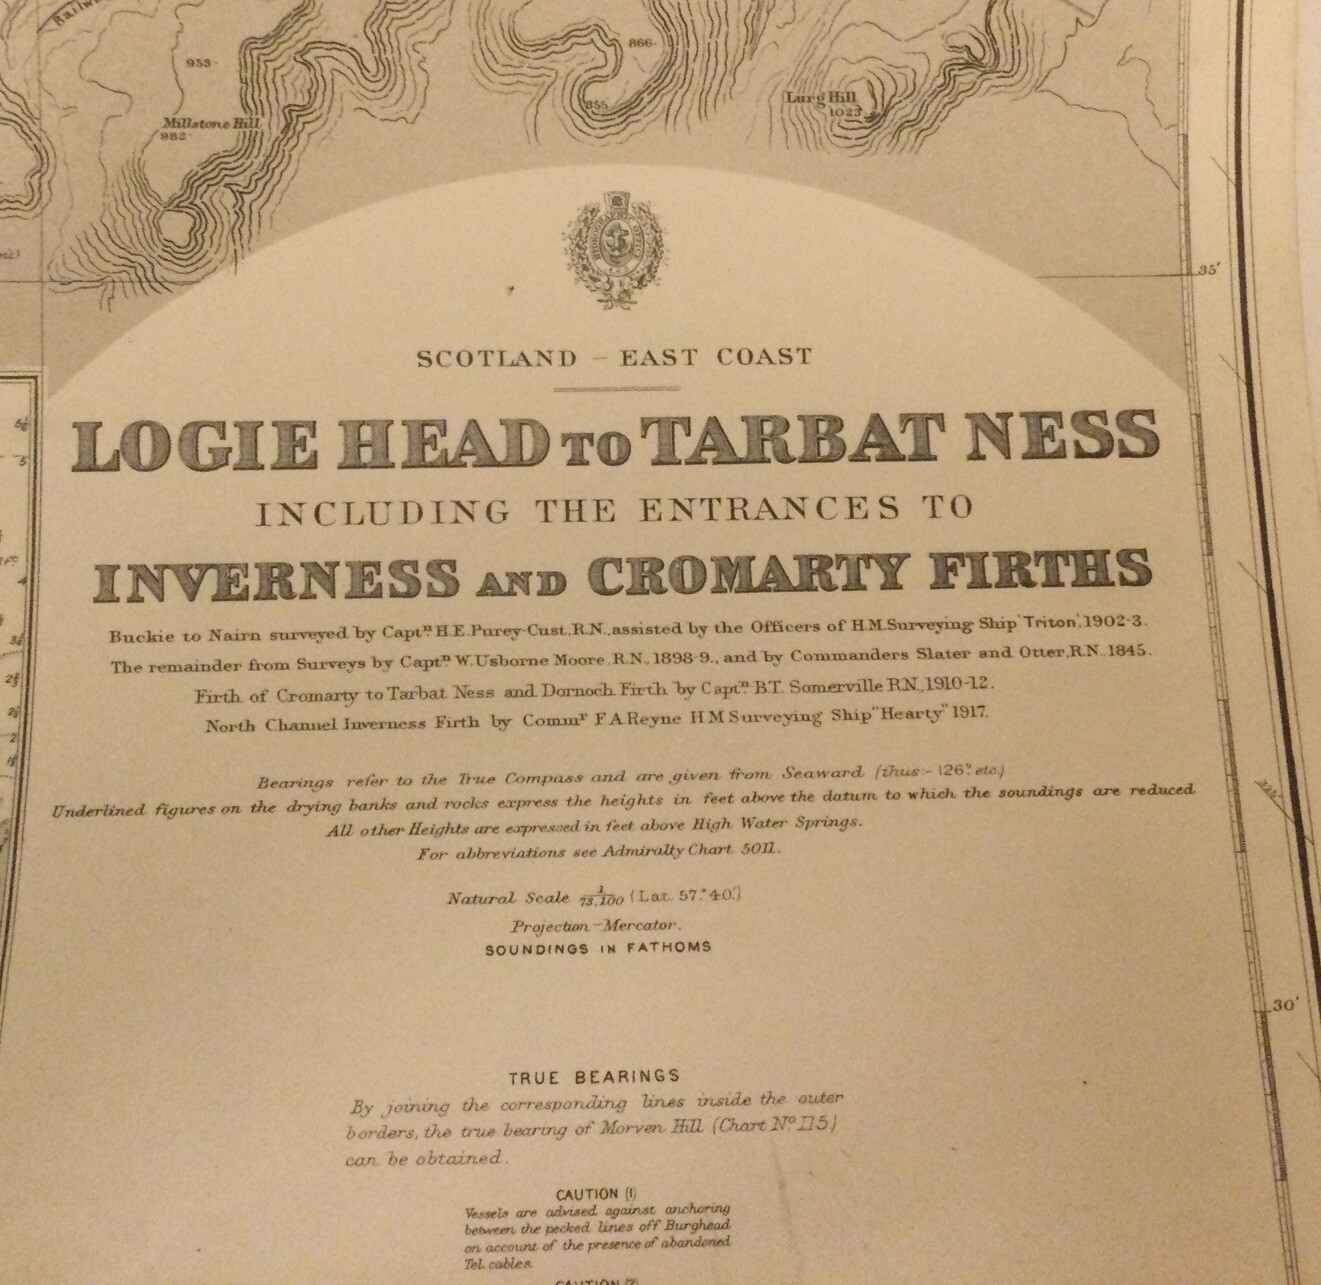 Railwa
953
866
855
Lurg Hill
1023
Millstone Hill
982
HYDROGRAPHIC OFFICE
35'
SCOTLAND – EAST COAST
LOGIE HEAD TO TARBAT NESS
INCLUDING THE ENTRANCES TO
INVERNESS AND CROMARTY FIRTHS
Buckie to Nairn surveyed by Captⁿ H.E. Purey-Cust, R.N., assisted by the Officers of H.M. Surveying Ship 'Triton', 1902-3.
The remainder from Surveys by Captⁿ W. Usborne Moore R.N., 1898-9., and by Commanders Slater and Otter, R.N. 1845.
Firth of Cromarty to Tarbat Ness and Dornoch Firth by Captⁿ. B.T. Somerville R.N., 1910-12.
North Channel Inverness Firth by Commʳ F A Reyne H M Surveying Ship "Hearty" 1917.
Bearings refer to the True Compass and are given from Seaward (thus:- 126° etc.)
Underlined figures on the drying banks and rocks express the heights in feet above the datum to which the soundings are reduced
All other Heights are expressed in feet above High Water Springs.
For abbreviations see Admiralty Chart 5011.
Natural Scale 1/73,100 (Lat. 57° 40'.)
Projection – Mercator.
SOUNDINGS IN FATHOMS
30'
TRUE BEARINGS
By joining the corresponding lines inside the outer
borders, the true bearing of Morven Hill (Chart Nº 115)
can be obtained.
CAUTION (1)
Vessels are advised against anchoring
between the pecked lines off Burghead
on account of the presence of abandoned
Tel. cables.
CAUTION (2)